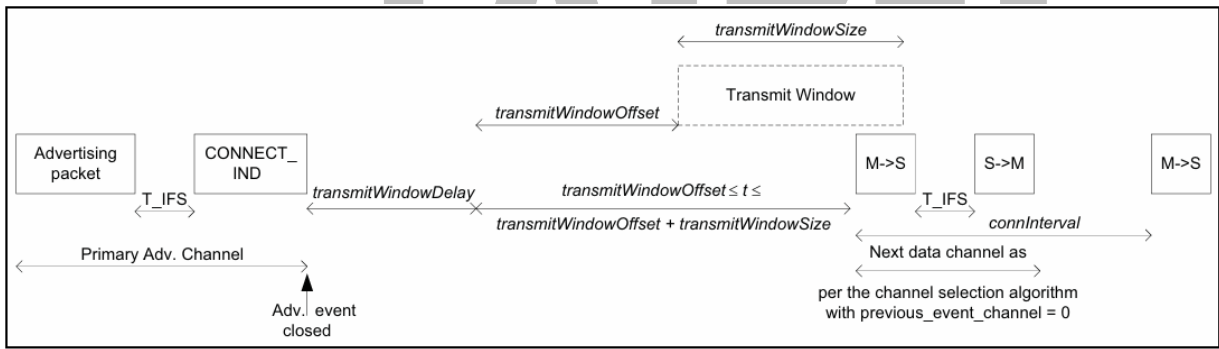 transmitWindowSize
Transmit Window
transmitWindowOffset
Advertising
packet
CONNECT_
IND
M->S
S->M
M->S
T_IFS
transmitWindowDelay
transmitWindowOffset ≤ t ≤
transmitWindowOffset + transmitWindowSize
T_IFS
connInterval
Primary Adv. Channel
Next data channel as
per the channel selection algorithm
with previous_event_channel = 0
Adv. event
closed